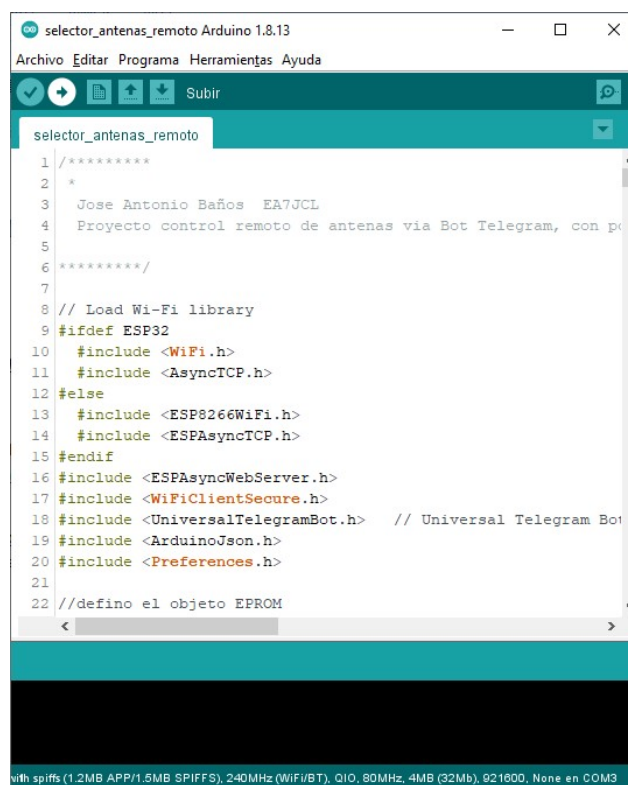 selector_antenas_remoto Arduino 1.8.13
Archivo Editar Programa Herramientas Ayuda
Subir
selector_antenas_remoto
1 /*********
2 *
3 Jose Antonio Baños EA7JCL
4 Proyecto control remoto de antenas via Bot Telegram, con
5
6 *********/
7
8 // Load Wi-Fi library
9 #ifdef ESP32
10 #include <WiFi.h>
11 #include <AsyncTCP.h>
12 #else
13 #include <ESP8266WiFi.h>
14 #include <ESPAsyncTCP.h>
15 #endif
16 #include <ESPAsyncWebServer.h>
17 #include <WiFiClientSecure.h>
18 #include <UniversalTelegramBot.h> // Universal Telegram Bot
19 #include <ArduinoJson.h>
20 #include <Preferences.h>
21
22 //defino el objeto EPROM
with spiffs (1.2MB APP/1.5MB SPIFFS), 240MHz (WiFi/BT), QIO, 80MHz, 4MB (32Mb), 921600, None en COM3